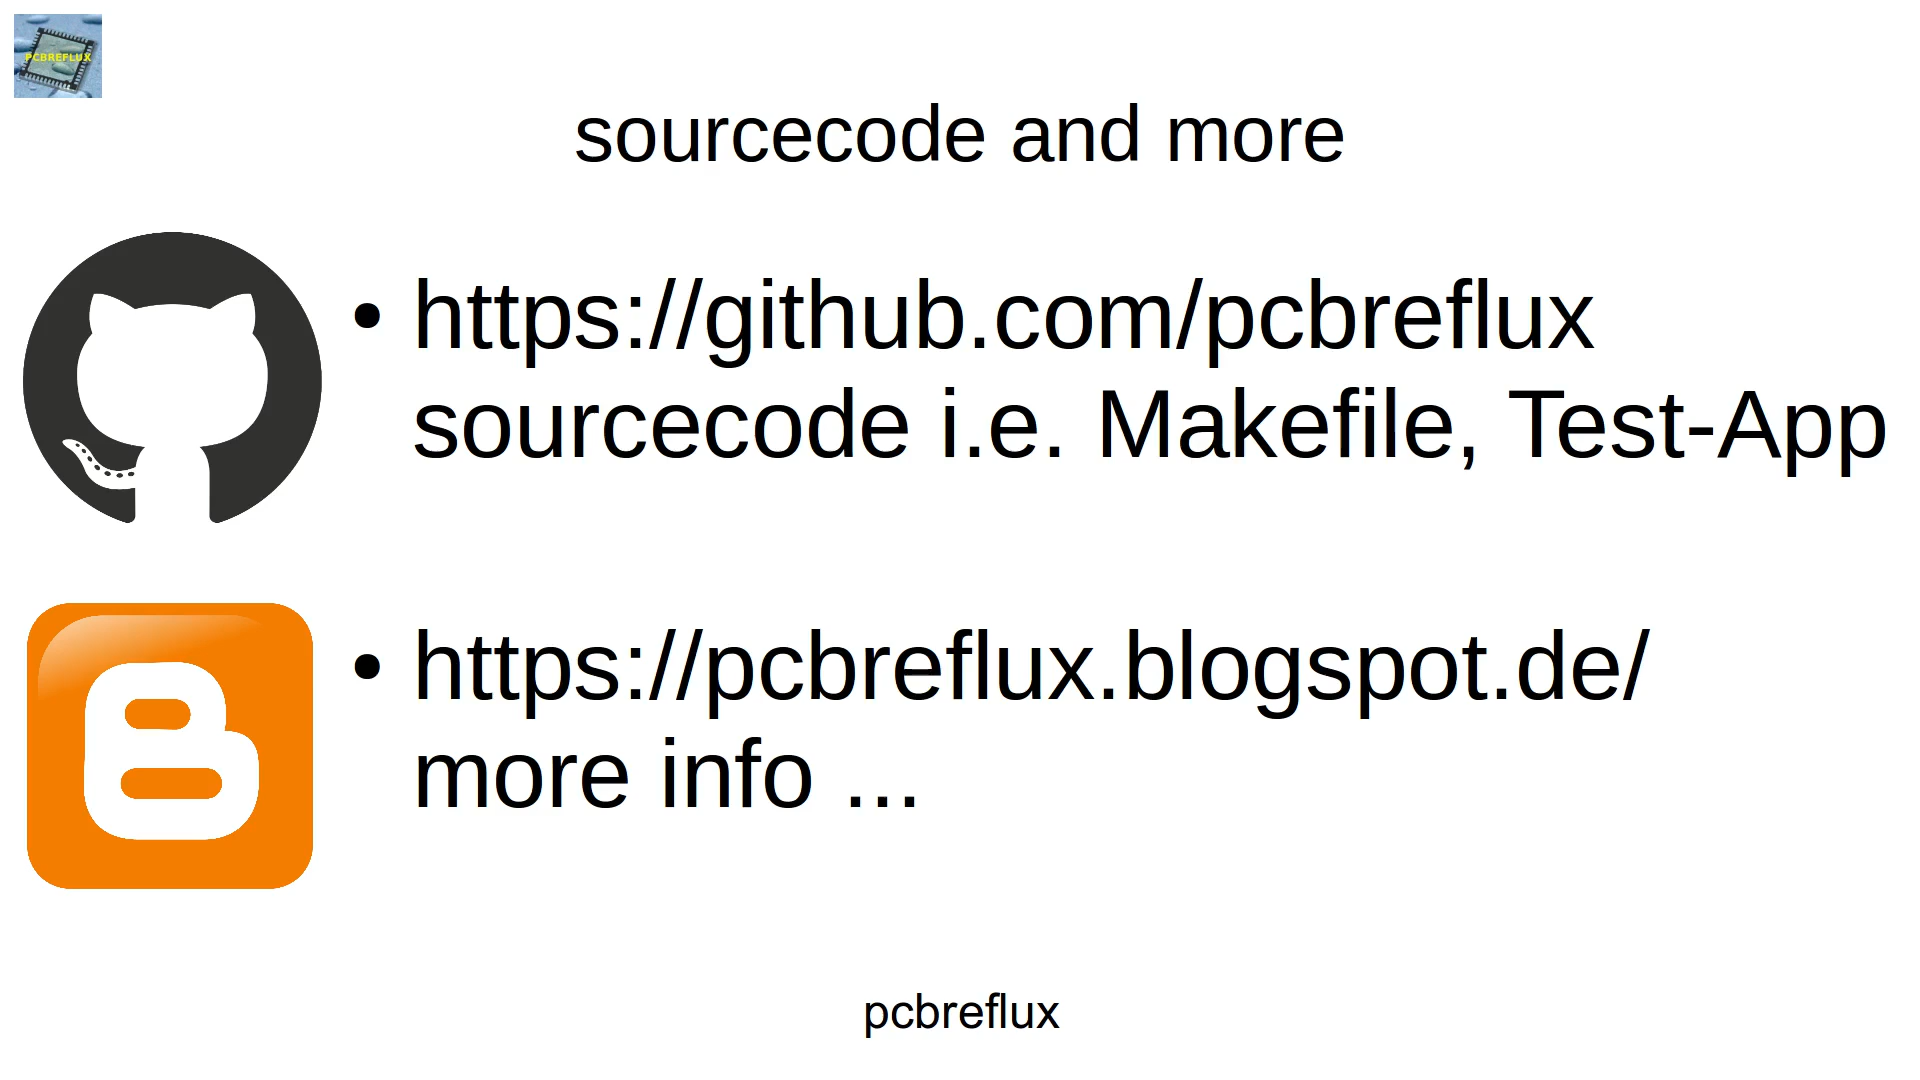 PCBREFLUX
sourcecode and more
• https://github.com/pcbreflux
sourcecode i.e. Makefile, Test-App
• https://pcbreflux.blogspot.de/
more info ...
pcbreflux